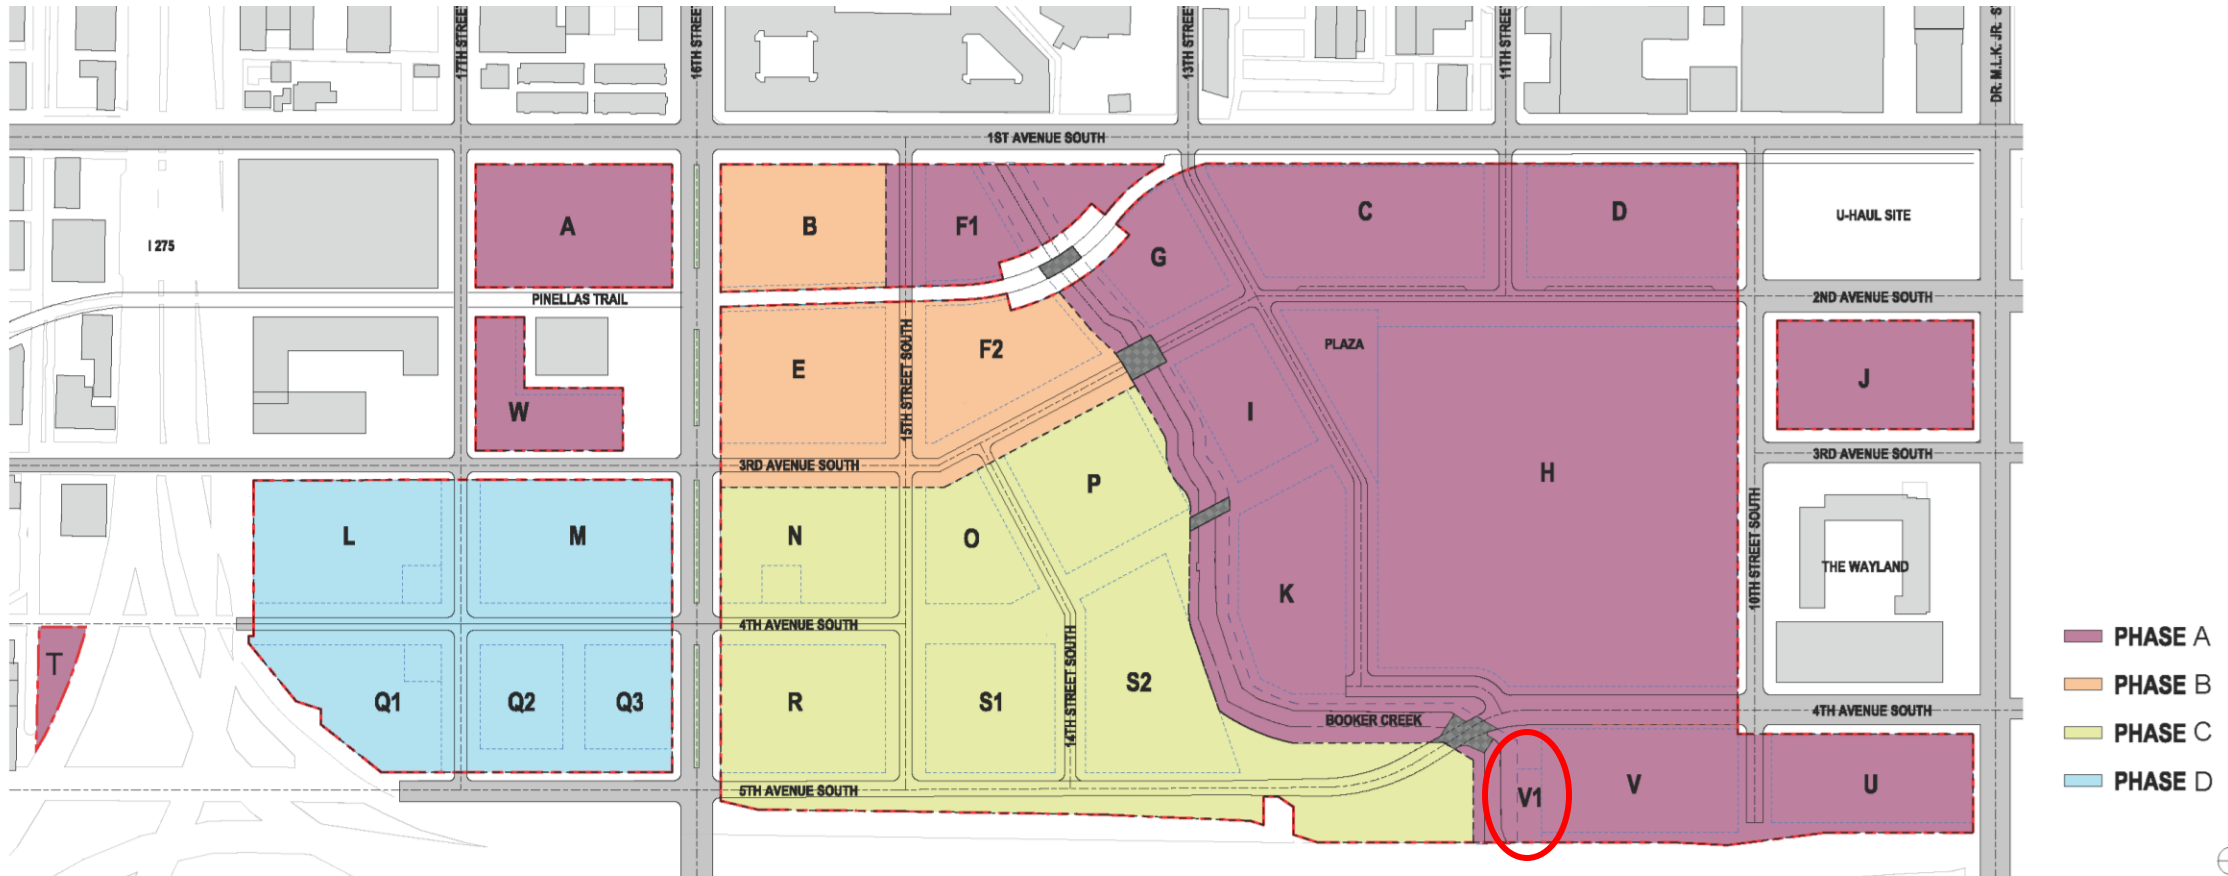 17TH STREET
16TH STREET
13TH STREET
11TH STREET
DR. M.L.K. JR. S
1ST AVENUE SOUTH
I 275
A
B
F1
G
C
D
U-HAUL SITE
PINELLAS TRAIL
2ND AVENUE SOUTH
W
E
F2
15TH STREET SOUTH
PLAZA
I
J
H
3RD AVENUE SOUTH
3RD AVENUE SOUTH
L
M
N
O
P
K
10TH STREET SOUTH
THE WAYLAND
4TH AVENUE SOUTH
T
Q1
Q2
Q3
R
S1
14TH STREET SOUTH
S2
BOOKER CREEK
4TH AVENUE SOUTH
5TH AVENUE SOUTH
V1
V
U
PHASE A
PHASE B
PHASE C
PHASE D